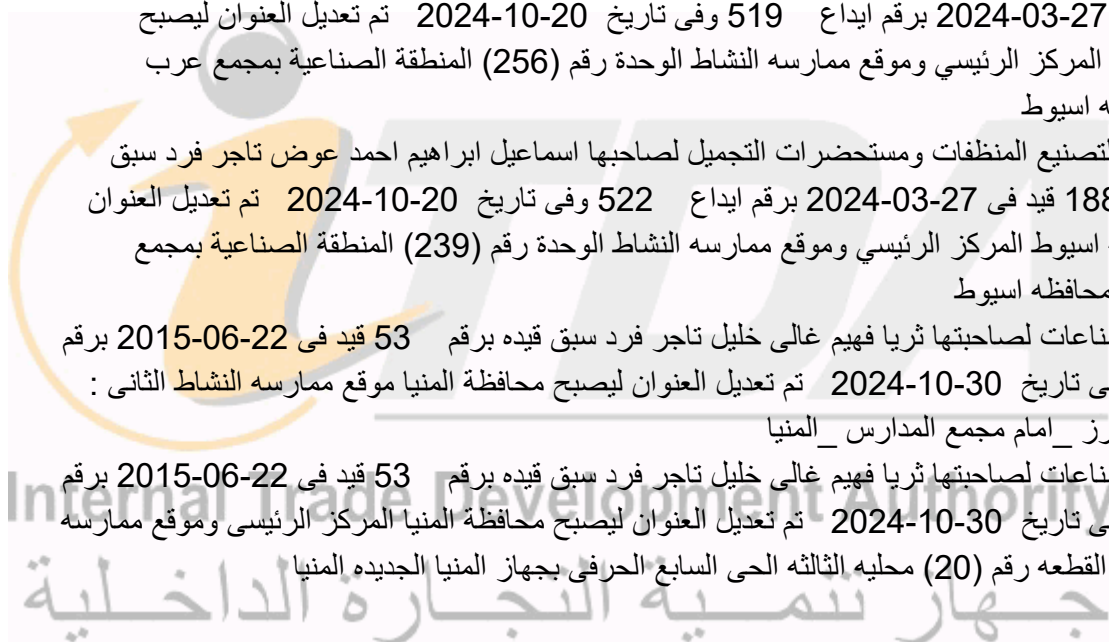 2024-03-27 برقم ايداع 519 وفى تاريخ 20-10-2024 تم تعديل العنوان ليصبح
المركز الرئيسي وموقع ممارسه النشاط الوحدة رقم (256) المنطقة الصناعية بمجمع عرب
ه اسيوط
لتصنيع المنظفات ومستحضرات التجميل لصاحبها اسماعيل ابراهيم احمد عوض تاجر فرد سبق
188 قيد فى 27-03-2024 برقم ايداع 522 وفى تاريخ 20-10-2024 تم تعديل العنوان
اسيوط المركز الرئيسي وموقع ممارسه النشاط الوحدة رقم (239) المنطقة الصناعية بمجمع
محافظه اسيوط
ناعات لصاحبتها ثريا فهيم غالى خليل تاجر فرد سبق قيده برقم 53 قيد فى 22-06-2015 برقم
ى تاريخ 30-10-2024 تم تعديل العنوان ليصبح محافظة المنيا موقع ممارسه النشاط الثانى :
رز _امام مجمع المدارس _المنيا
ناعات لصاحبتها ثريا فهيم غالى خليل تاجر فرد سبق قيده برقم 53 قيد فى 22-06-2015 برقم
ى تاريخ 30-10-2024 تم تعديل العنوان ليصبح محافظة المنيا المركز الرئيسى وموقع ممارسه
القطعه رقم (20) محليه الثالثه الحى السابع الحرفى بجهاز المنيا الجديده المنيا
iTDA
Internal Trade Development Authority
جهاز تنمية التجارة الداخلية